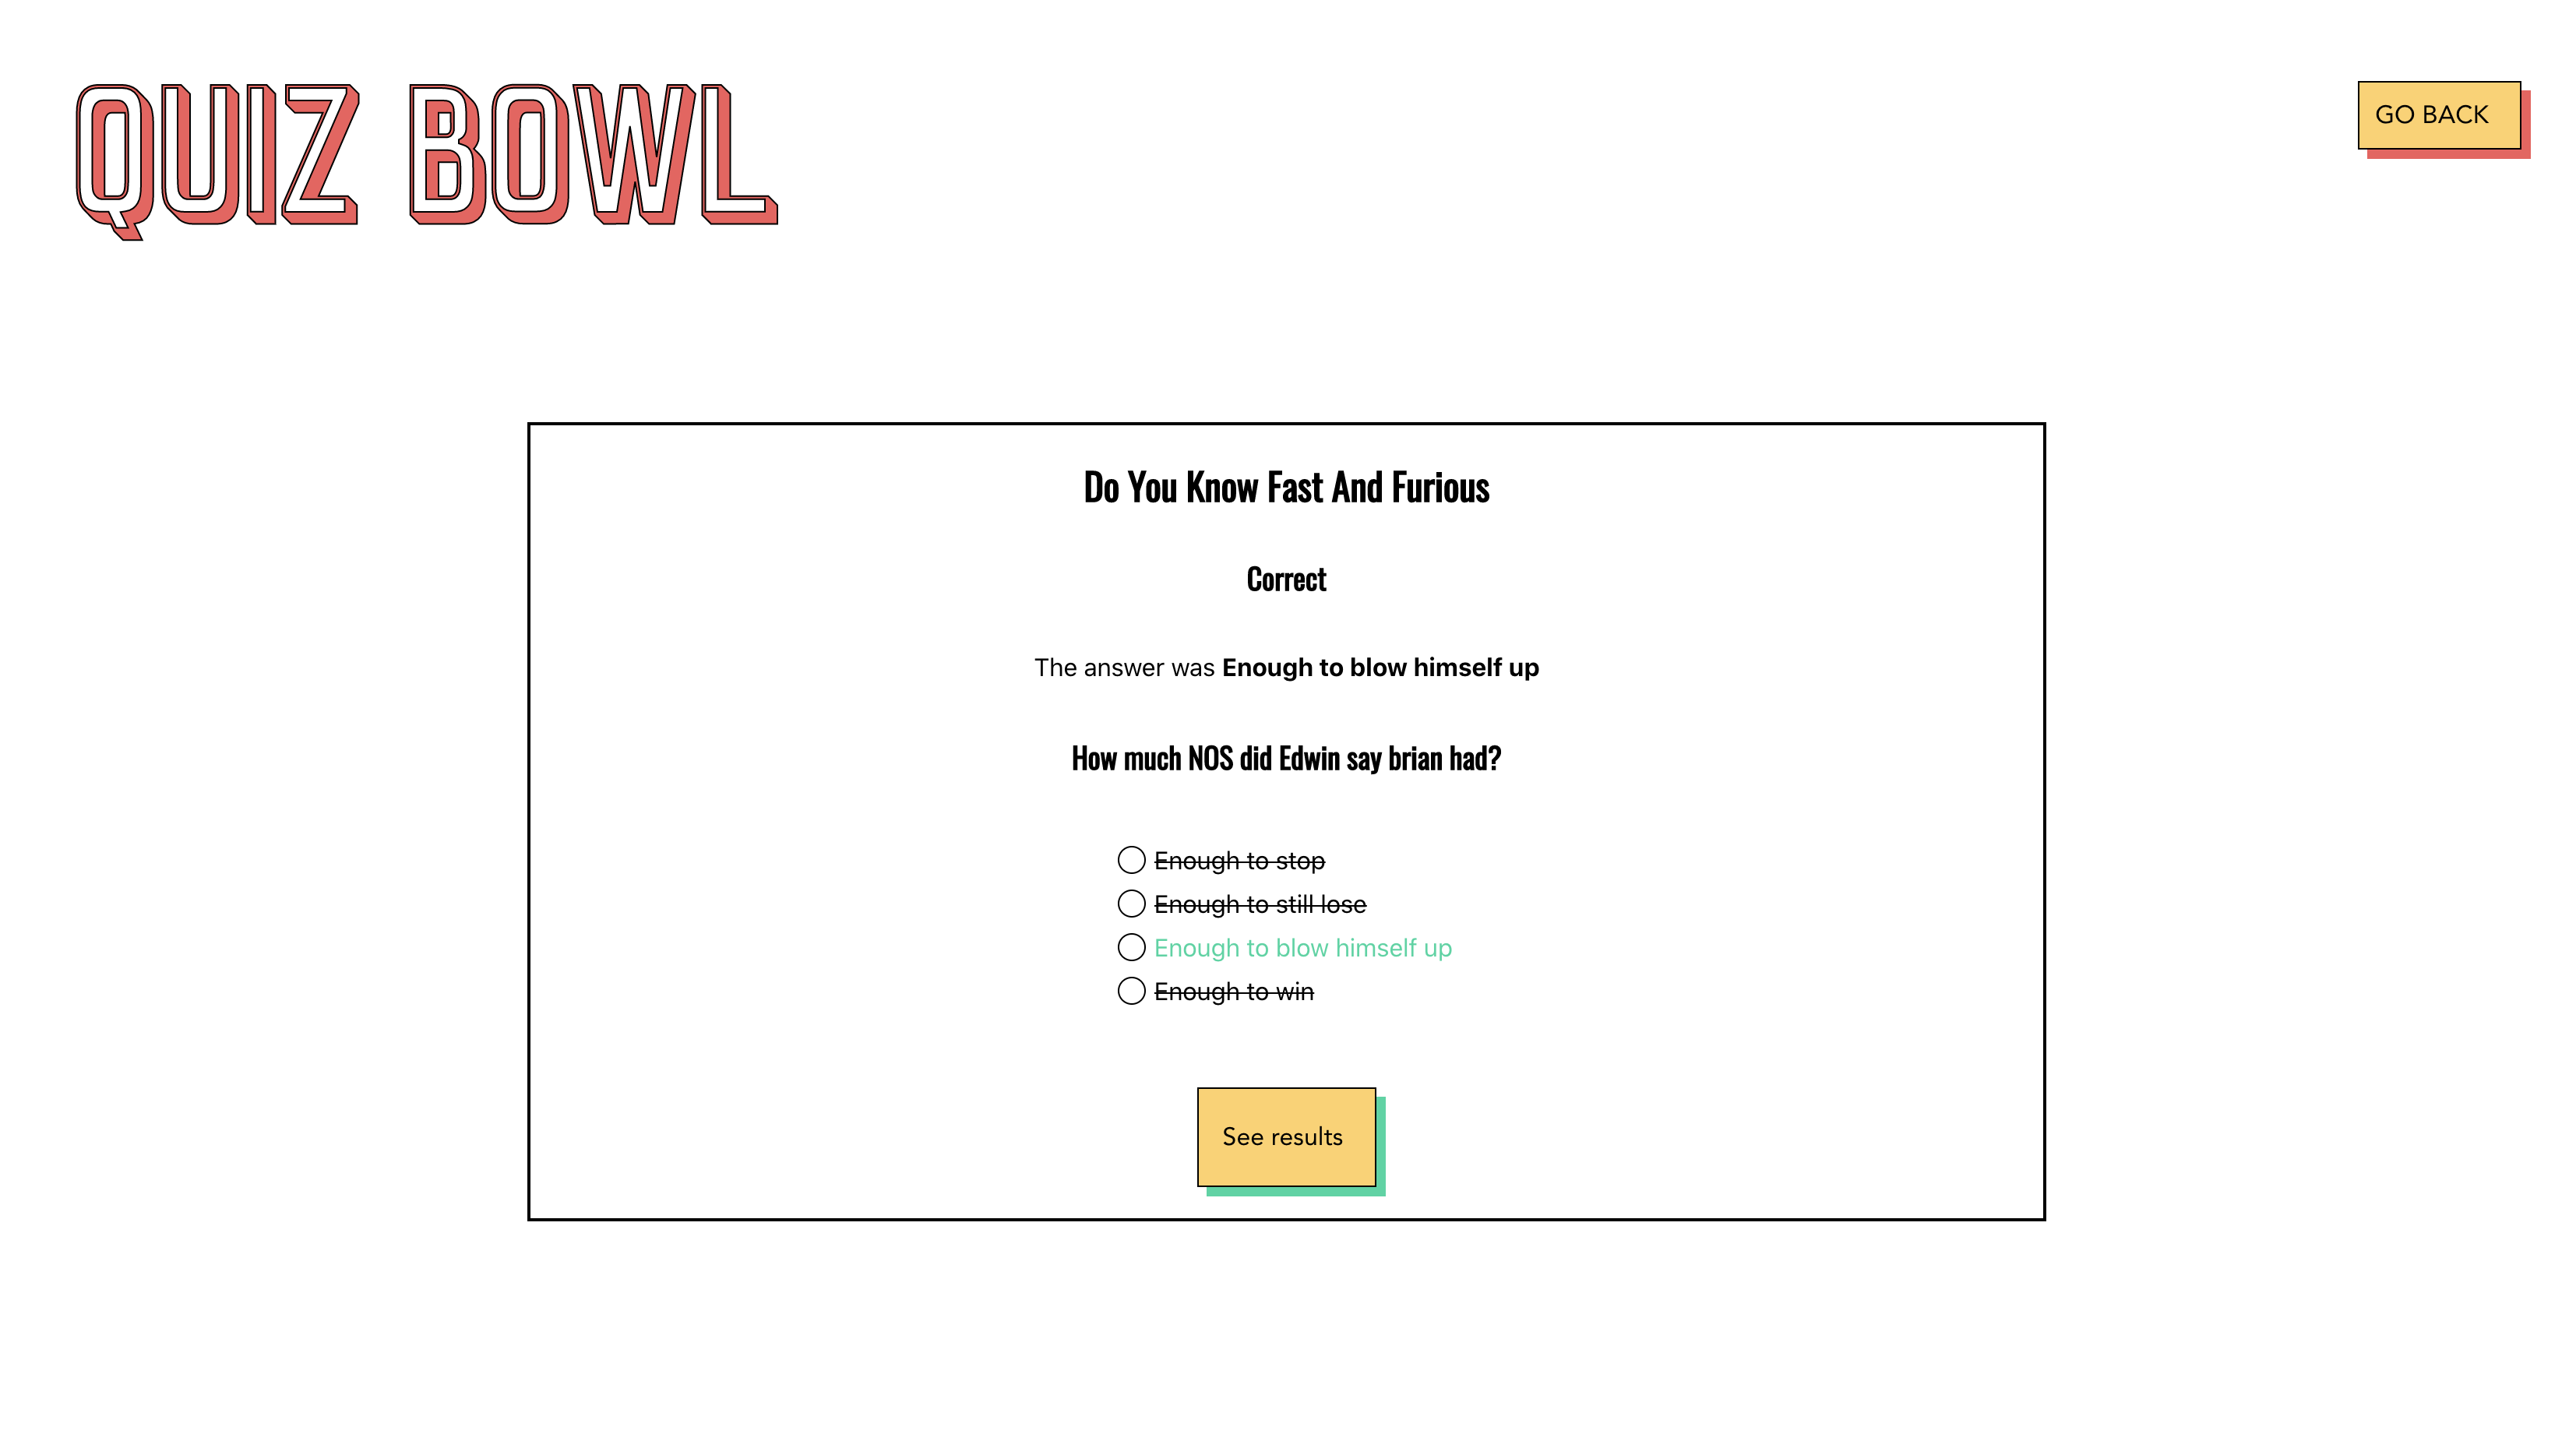 QUIZ BOWL
GO BACK
Do You Know Fast And Furious
Correct
The answer was Enough to blow himself up
How much NOS did Edwin say brian had?
Enough to stop
Enough to still lose
Enough to blow himself up
Enough to win
See results